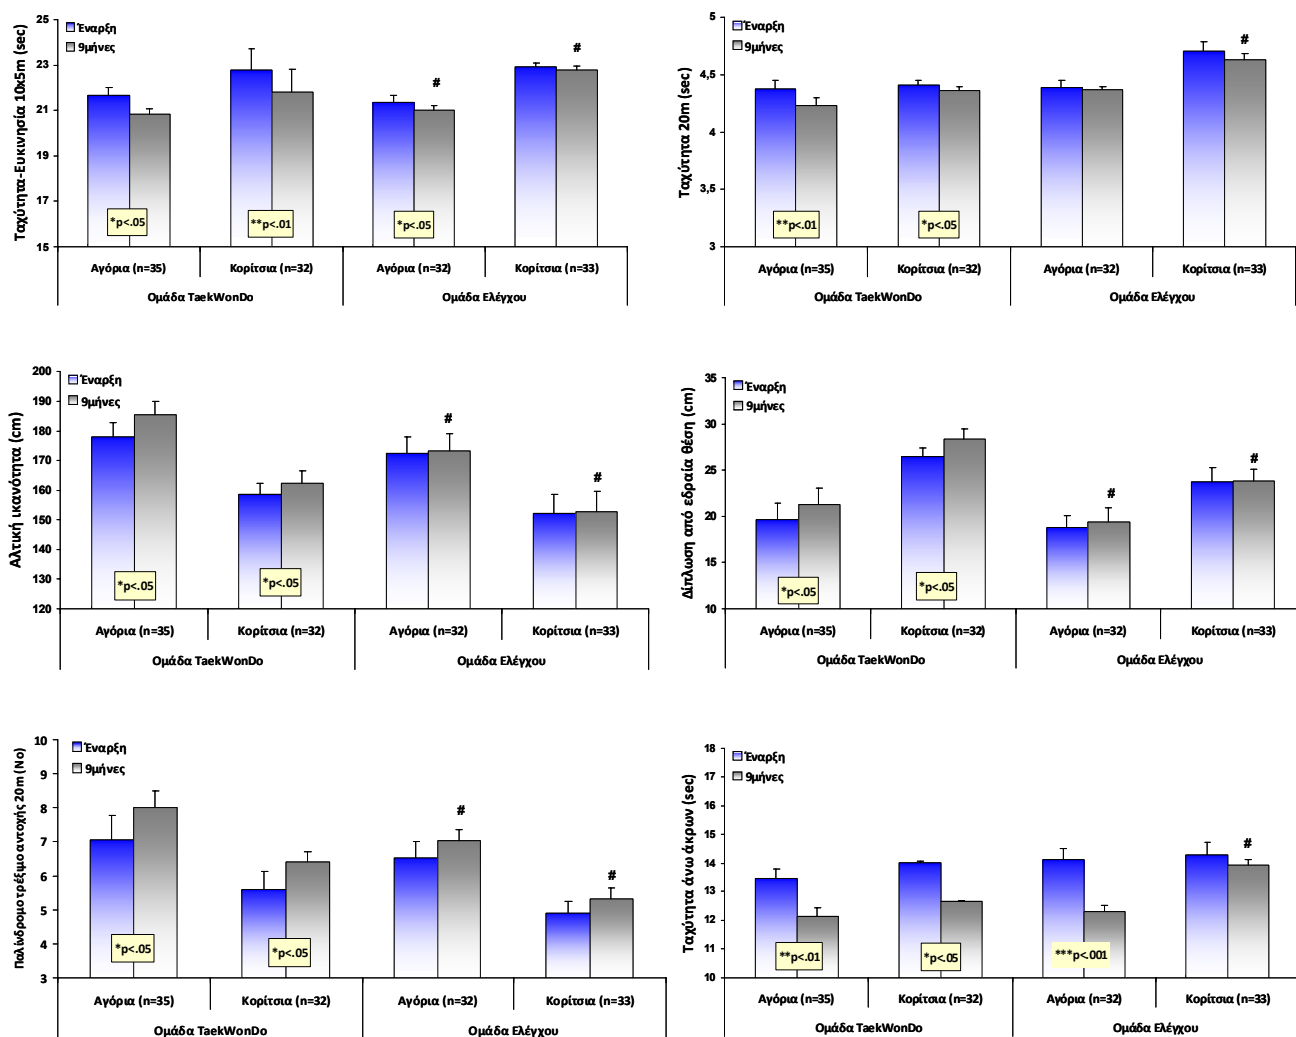 Ταχύτητα-Ευκινησία 10x5m (sec)
25
23
21
19
17
15
Έναρξη
9μήνες
#
#
*p<.05
**p<.01
*p<.05
Αγόρια (n=35)
Κορίτσια (n=32)
Αγόρια (n=32)
Κορίτσια (n=33)
Ομάδα TaekWonDo
Ομάδα Ελέγχου
Ταχύτητα 20m (sec)
5
4,5
4
3,5
3
Έναρξη
9μήνες
#
**p<.01
*p<.05
Αγόρια (n=35)
Κορίτσια (n=32)
Αγόρια (n=32)
Κορίτσια (n=33)
Ομάδα TaekWonDo
Ομάδα Ελέγχου
Αλτική ικανότητα (cm)
200
190
180
170
160
150
140
130
120
Έναρξη
9μήνες
#
#
*p<.05
*p<.05
Αγόρια (n=35)
Κορίτσια (n=32)
Αγόρια (n=32)
Κορίτσια (n=33)
Ομάδα TaekWonDo
Ομάδα Ελέγχου
Δίπλωση από εδραία θέση (cm)
35
30
25
20
15
10
Έναρξη
9μήνες
#
#
*p<.05
*p<.05
Αγόρια (n=35)
Κορίτσια (n=32)
Αγόρια (n=32)
Κορίτσια (n=33)
Ομάδα TaekWonDo
Ομάδα Ελέγχου
Παλίνδρομο τρέξιμο αντοχής 20m (No)
10
9
8
7
6
5
4
3
Έναρξη
9μήνες
#
#
*p<.05
*p<.05
Αγόρια (n=35)
Κορίτσια (n=32)
Αγόρια (n=32)
Κορίτσια (n=33)
Ομάδα TaekWonDo
Ομάδα Ελέγχου
Ταχύτητα άνω άκρων (sec)
18
17
16
15
14
13
12
11
10
Έναρξη
9μήνες
#
**p<.01
*p<.05
***p<.001
Αγόρια (n=35)
Κορίτσια (n=32)
Αγόρια (n=32)
Κορίτσια (n=33)
Ομάδα TaekWonDo
Ομάδα Ελέγχου